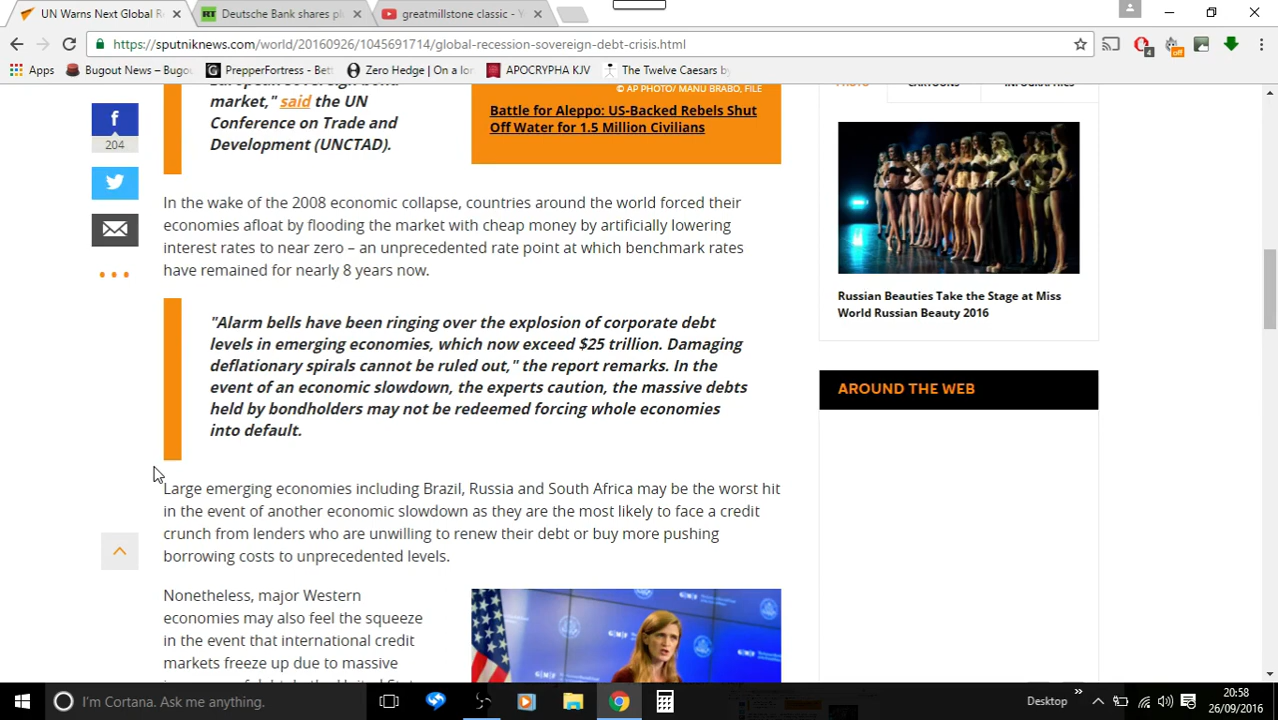 UN Warns Next Global R
RT Deutsche Bank shares pl
greatmillstone classic - Y
https://sputniknews.com/world/20160926/1045691714/global-recession-sovereign-debt-crisis.html
4
off
Apps
Bugout News – Bugou
PrepperFortress - Bett
Zero Hedge | On a lon
APOCRYPHA KJV
The Twelve Caesars by
market," said the UN
Conference on Trade and
Development (UNCTAD).
f
204
© AP PHOTO/ MANU BRABO, FILE
Battle for Aleppo: US-Backed Rebels Shut
Off Water for 1.5 Million Civilians
PHOTO CARTOONS INFOGRAPHICS
In the wake of the 2008 economic collapse, countries around the world forced their
economies afloat by flooding the market with cheap money by artificially lowering
interest rates to near zero – an unprecedented rate point at which benchmark rates
have remained for nearly 8 years now.
"Alarm bells have been ringing over the explosion of corporate debt
levels in emerging economies, which now exceed $25 trillion. Damaging
deflationary spirals cannot be ruled out," the report remarks. In the
event of an economic slowdown, the experts caution, the massive debts
held by bondholders may not be redeemed forcing whole economies
into default.
Large emerging economies including Brazil, Russia and South Africa may be the worst hit
in the event of another economic slowdown as they are the most likely to face a credit
crunch from lenders who are unwilling to renew their debt or buy more pushing
borrowing costs to unprecedented levels.
Nonetheless, major Western
economies may also feel the squeeze
in the event that international credit
markets freeze up due to massive
Russian Beauties Take the Stage at Miss
World Russian Beauty 2016
AROUND THE WEB
G|M|F
I'm Cortana. Ask me anything.
Desktop
20:58
26/09/2016